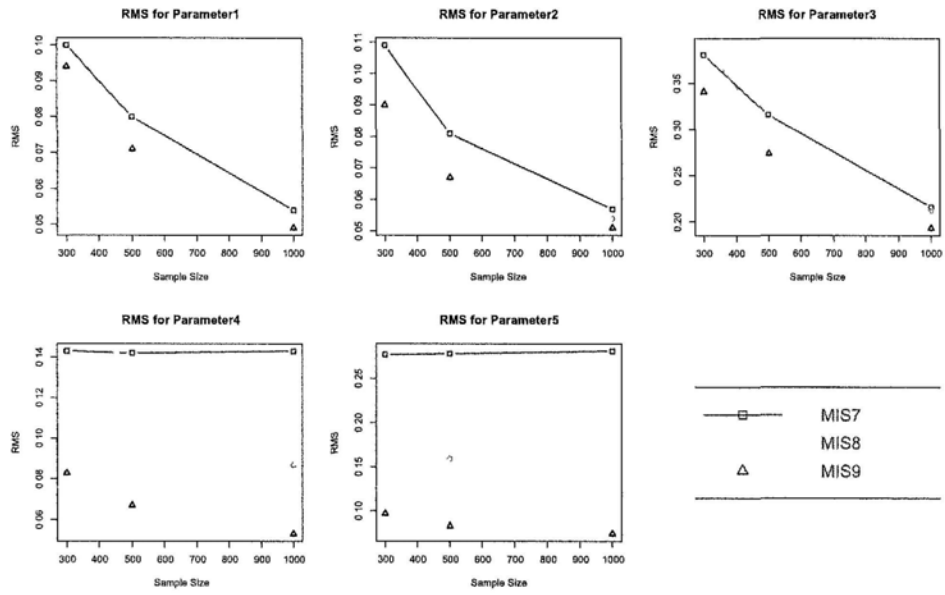 RMS for Parameter1
RMS
0.05 0.06 0.07 0.08 0.09 0.10
300 400 500 600 700 800 900 1000
Sample Size
RMS for Parameter2
RMS
0.05 0.06 0.07 0.08 0.09 0.10 0.11
300 400 500 600 700 800 900 1000
Sample Size
RMS for Parameter3
RMS
0.20 0.25 0.30 0.35
300 400 500 600 700 800 900 1000
Sample Size
RMS for Parameter4
RMS
0.06 0.08 0.10 0.12 0.14
300 400 500 600 700 800 900 1000
Sample Size
RMS for Parameter5
RMS
0.10 0.15 0.20 0.25
300 400 500 600 700 800 900 1000
Sample Size
MIS7
MIS8
MIS9